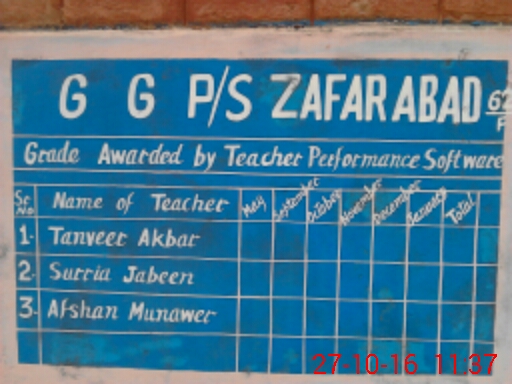 G G P/S ZAFARABAD 62
Grade Awarded by Teacher Performance Software
Sr. No Name of Teacher May September October November December January Total
1. Tanveer Akbar
2. Surria Jabeen
3. Afshan Munawer
27-10-16 11:37